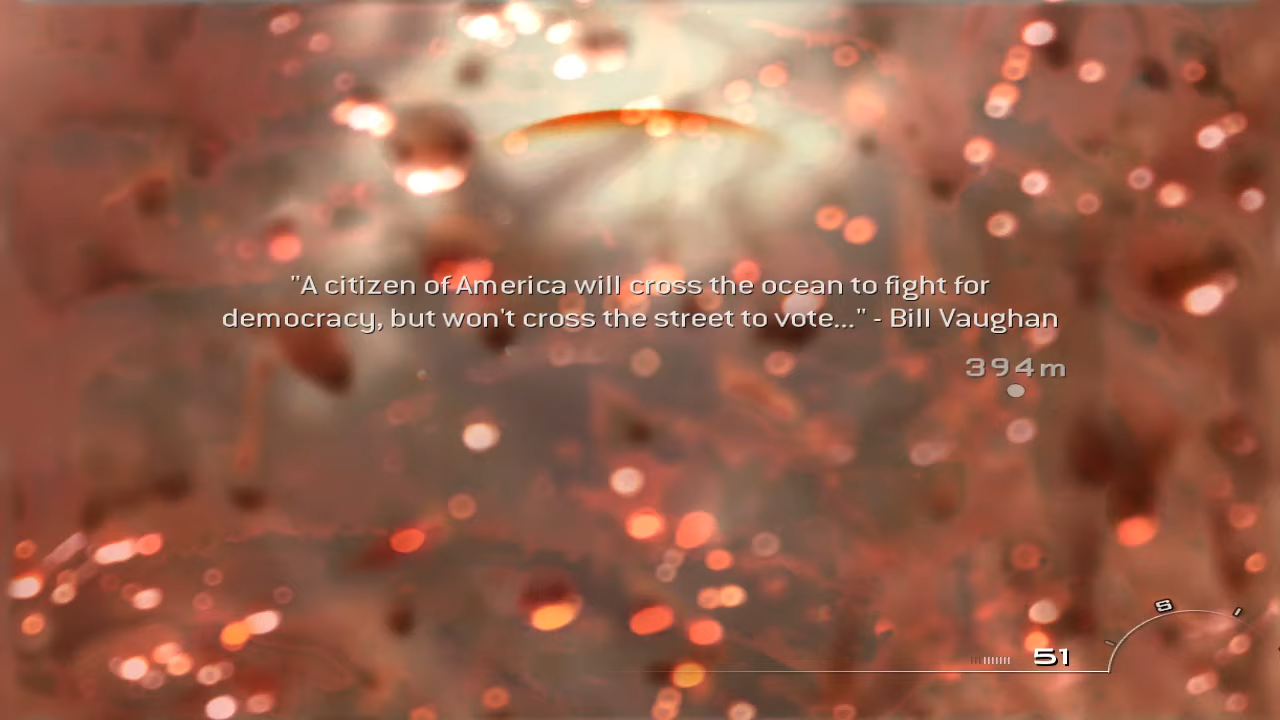 "A citizen of America will cross the ocean to fight for
democracy, but won't cross the street to vote..." - Bill Vaughan
394m
S
51